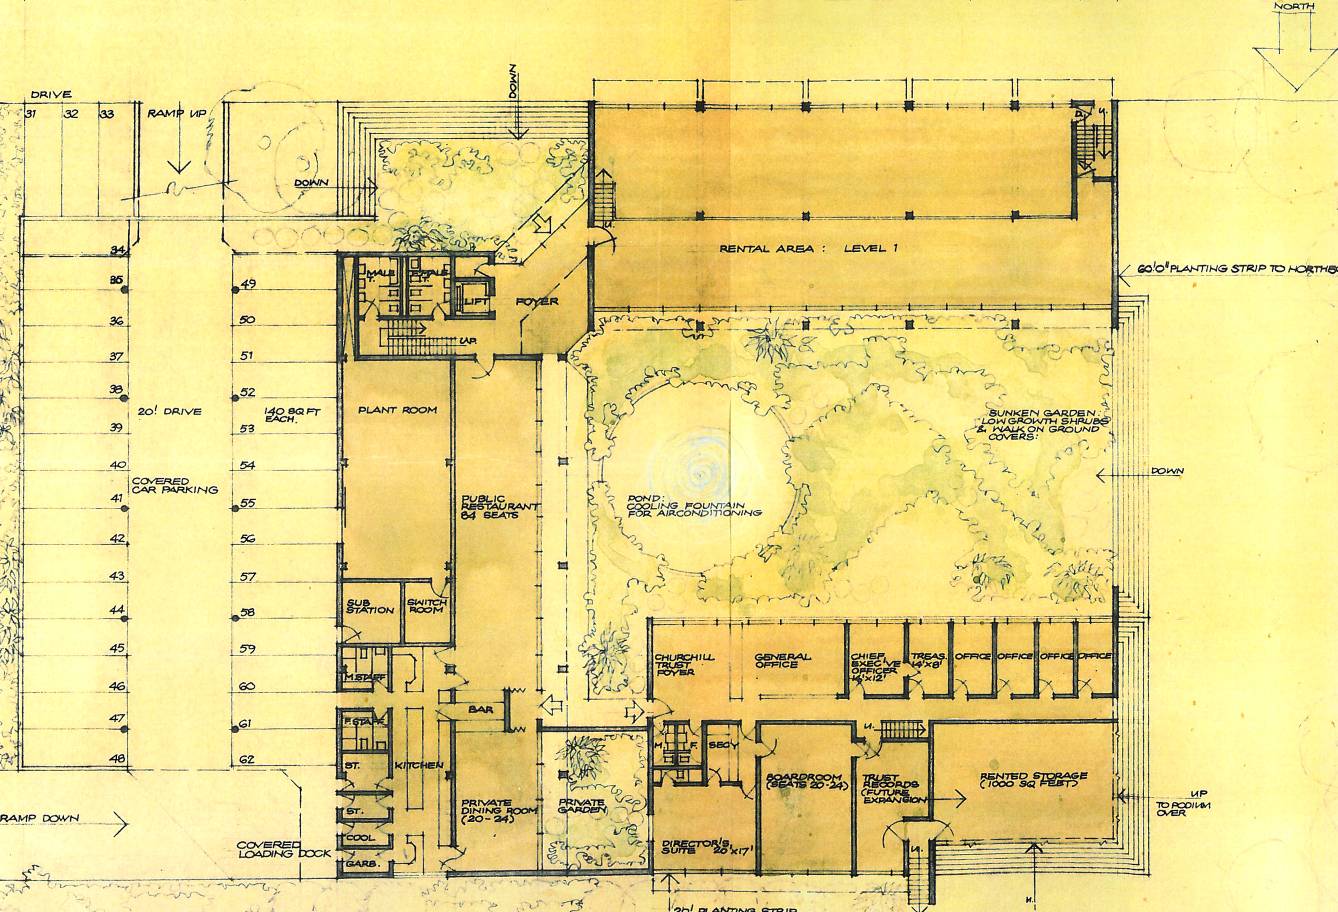 NORTH
DRIVE
31
32
33
RAMP UP
DOWN
DOWN
U.
D.
U.
RENTAL AREA : LEVEL 1
34
35
36
37
38
39
40
41
42
43
44
45
46
47
48
49
50
51
52
53
54
55
56
57
58
59
60
61
62
20' DRIVE
140 SQ FT
EACH.
COVERED
CAR PARKING
MALE
T.
FEMALE
T.
LIFT
FOYER
UP.
60'0" PLANTING STRIP TO
PLANT ROOM
PUBLIC
RESTAURANT
84 SEATS
POND:
COOLING FOUNTAIN
FOR AIRCONDITIONING
SUNKEN GARDEN:
LOW GROWTH SHRUBS
& WALK ON GROUND
COVERS:
DOWN
SUB
STATION
SWITCH
ROOM
M.STAFF
F.STAFF
ST.
ST.
COOL
GARB.
KITCHEN
BAR
CHURCHILL
TRUST
FOYER
GENERAL
OFFICE
CHIEF
EXEC'VE
OFFICER
14'X12'
TREAS.
14'X8'
OFFICE
OFFICE
OFFICE
OFFICE
M.
F.
SECY
U.
BOARDROOM
(SEATS 20-24)
TRUST
RECORDS
(FUTURE
EXPANSION
RENTED STORAGE
(1000 SQ FEET)
UP
TO PODIUM
OVER
PRIVATE
DINING ROOM
(20-24)
PRIVATE
GARDEN
DIRECTOR'S
SUITE 20'X17'
RAMP DOWN
COVERED
LOADING DOCK
U.
U.
20' PLANTING STRIP